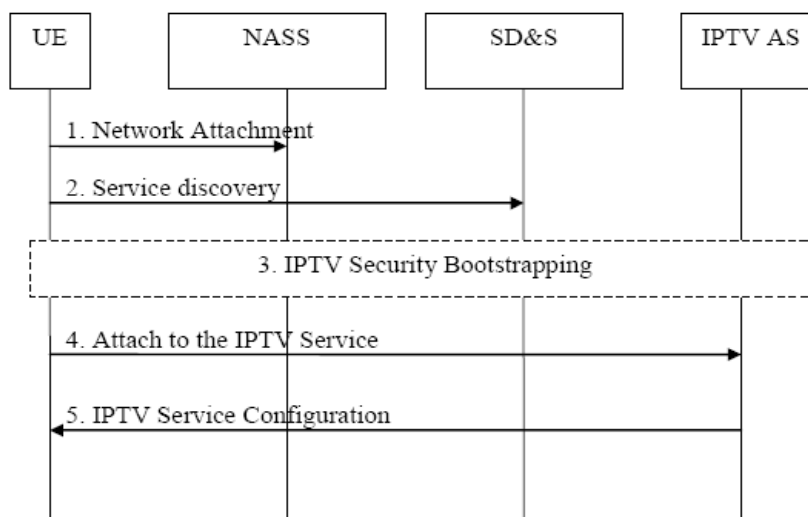 UE
NASS
SD&S
IPTV AS
1. Network Attachment
2. Service discovery
3. IPTV Security Bootstrapping
4. Attach to the IPTV Service
5. IPTV Service Configuration